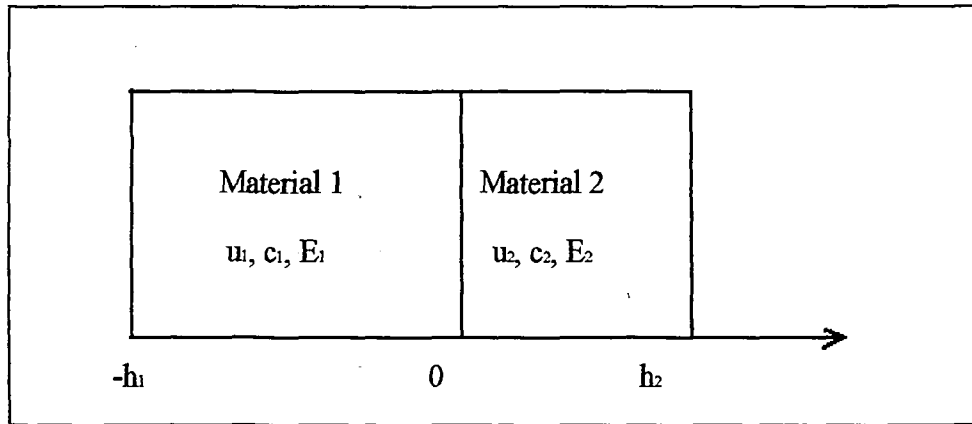 Material 1 Material 2
u₁, c₁, E₁ u₂, c₂, E₂
-h₁ 0 h₂